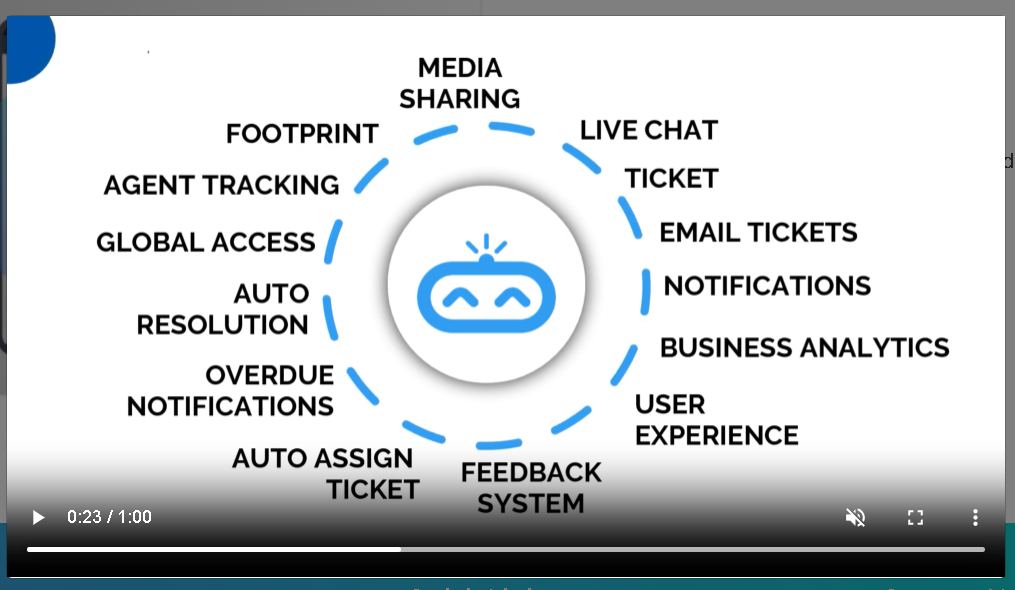 MEDIA
SHARING
LIVE CHAT
TICKET
EMAIL TICKETS
NOTIFICATIONS
BUSINESS ANALYTICS
USER
EXPERIENCE
FEEDBACK
SYSTEM
AUTO ASSIGN
TICKET
OVERDUE
NOTIFICATIONS
AUTO
RESOLUTION
GLOBAL ACCESS
AGENT TRACKING
FOOTPRINT
0:23 / 1:00